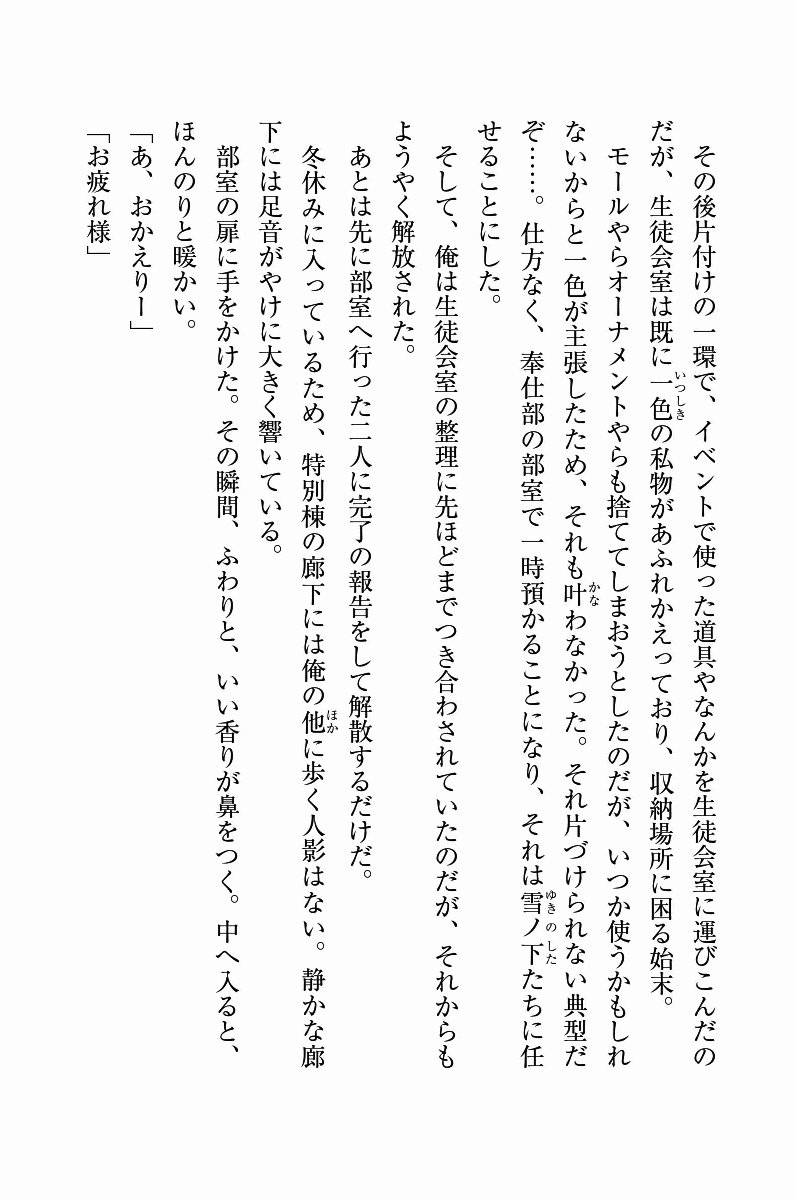 その後片付けの一環で、イベントで使った道具やなんかを生徒会室に運びこんだの
だが、生徒会室は既に一色の私物があふれかえっており、収納場所に困る始末。
　モールやらオーナメントやらも捨ててしまおうとしたのだが、いつか使うかもしれ
ないからと一色が主張したため、それも叶わなかった。それ片づけられない典型だ
ぞ……。仕方なく、奉仕部の部室で一時預かることになり、それは雪ノ下たちに任
せることにした。
　そして、俺は生徒会室の整理に先ほどまでつき合わされていたのだが、それからも
ようやく解放された。
　あとは先に部室へ行った二人に完了の報告をして解散するだけだ。
　冬休みに入っているため、特別棟の廊下には俺の他に歩く人影はない。静かな廊
下には足音がやけに大きく響いている。
　部室の扉に手をかけた。その瞬間、ふわりと、いい香りが鼻をつく。中へ入ると、
ほんのりと暖かい。
「あ、おかえりー」
「お疲れ様」